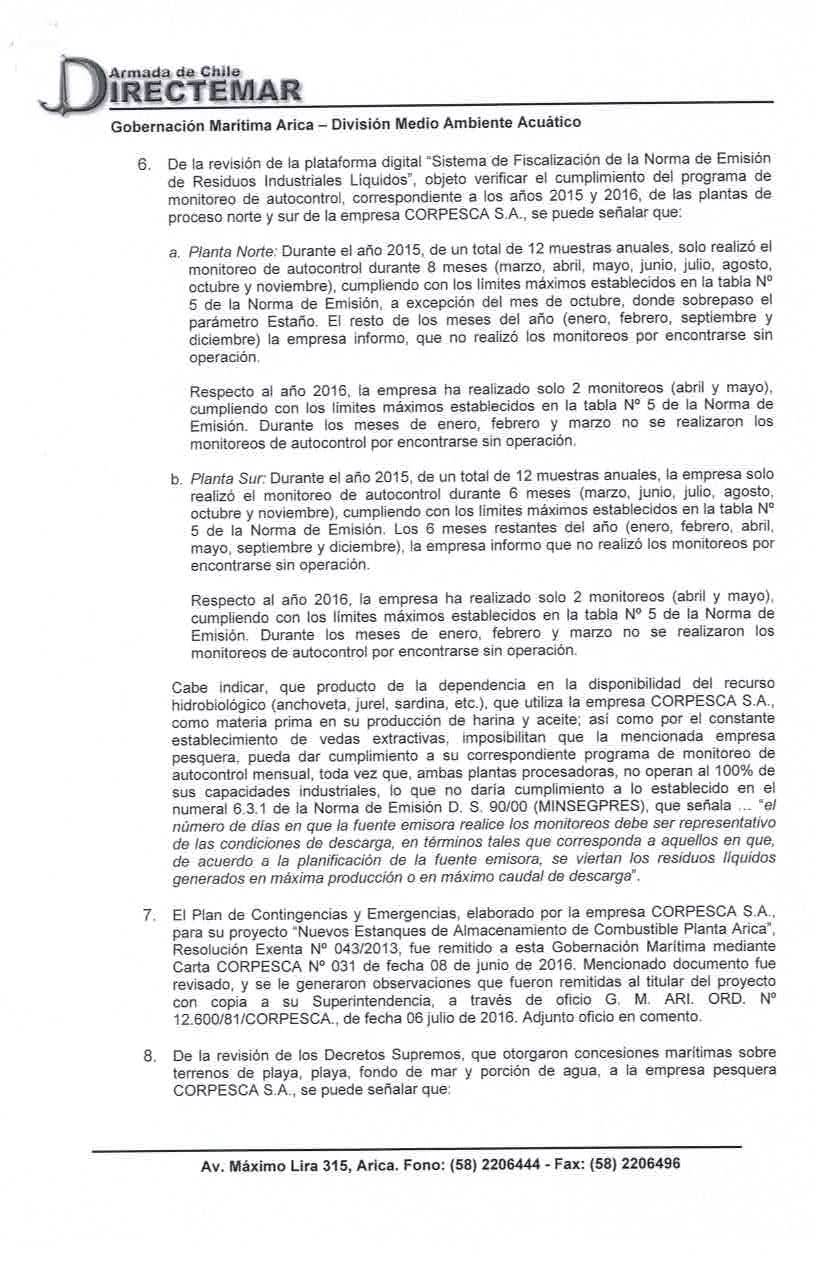 Armada de Chile
DIRECTEMAR
Gobernación Marítima Arica – División Medio Ambiente Acuático
6. De la revisión de la plataforma digital "Sistema de Fiscalización de la Norma de Emisión
de Residuos Industriales Líquidos", objeto verificar el cumplimiento del programa de
monitoreo de autocontrol, correspondiente a los años 2015 y 2016, de las plantas de
proceso norte y sur de la empresa CORPESCA S.A., se puede señalar que:
a. Planta Norte: Durante el año 2015, de un total de 12 muestras anuales, solo realizó el
monitoreo de autocontrol durante 8 meses (marzo, abril, mayo, junio, julio, agosto,
octubre y noviembre), cumpliendo con los límites máximos establecidos en la tabla Nº
5 de la Norma de Emisión, a excepción del mes de octubre, donde sobrepaso el
parámetro Estaño. El resto de los meses del año (enero, febrero, septiembre y
diciembre) la empresa informo, que no realizó los monitoreos por encontrarse sin
operación.
Respecto al año 2016, la empresa ha realizado solo 2 monitoreos (abril y mayo),
cumpliendo con los límites máximos establecidos en la tabla Nº 5 de la Norma de
Emisión. Durante los meses de enero, febrero y marzo no se realizaron los
monitoreos de autocontrol por encontrarse sin operación.
b. Planta Sur: Durante el año 2015, de un total de 12 muestras anuales, la empresa solo
realizó el monitoreo de autocontrol durante 6 meses (marzo, junio, julio, agosto,
octubre y noviembre), cumpliendo con los límites máximos establecidos en la tabla Nº
5 de la Norma de Emisión. Los 6 meses restantes del año (enero, febrero, abril,
mayo, septiembre y diciembre), la empresa informo que no realizó los monitoreos por
encontrarse sin operación.
Respecto al año 2016, la empresa ha realizado solo 2 monitoreos (abril y mayo),
cumpliendo con los límites máximos establecidos en la tabla Nº 5 de la Norma de
Emisión. Durante los meses de enero, febrero y marzo no se realizaron los
monitoreos de autocontrol por encontrarse sin operación.
Cabe indicar, que producto de la dependencia en la disponibilidad del recurso
hidrobiológico (anchoveta, jurel, sardina, etc.), que utiliza la empresa CORPESCA S.A.,
como materia prima en su producción de harina y aceite; así como por el constante
establecimiento de vedas extractivas, imposibilitan que la mencionada empresa
pesquera, pueda dar cumplimiento a su correspondiente programa de monitoreo de
autocontrol mensual, toda vez que, ambas plantas procesadoras, no operan al 100% de
sus capacidades industriales, lo que no daría cumplimiento a lo establecido en el
numeral 6.3.1 de la Norma de Emisión D. S. 90/00 (MINSEGPRES), que señala ... "el
número de días en que la fuente emisora realice los monitoreos debe ser representativo
de las condiciones de descarga, en términos tales que corresponda a aquellos en que,
de acuerdo a la planificación de la fuente emisora, se viertan los residuos líquidos
generados en máxima producción o en máximo caudal de descarga".
7. El Plan de Contingencias y Emergencias, elaborado por la empresa CORPESCA S.A.,
para su proyecto "Nuevos Estanques de Almacenamiento de Combustible Planta Arica",
Resolución Exenta Nº 043/2013, fue remitido a esta Gobernación Marítima mediante
Carta CORPESCA Nº 031 de fecha 08 de junio de 2016. Mencionado documento fue
revisado, y se le generaron observaciones que fueron remitidas al titular del proyecto
con copia a su Superintendencia, a través de oficio G. M. ARI. ORD. Nº
12.600/81/CORPESCA., de fecha 06 julio de 2016. Adjunto oficio en comento.
8. De la revisión de los Decretos Supremos, que otorgaron concesiones marítimas sobre
terrenos de playa, playa, fondo de mar y porción de agua, a la empresa pesquera
CORPESCA S.A., se puede señalar que:
Av. Máximo Lira 315, Arica. Fono: (58) 2206444 - Fax: (58) 2206496